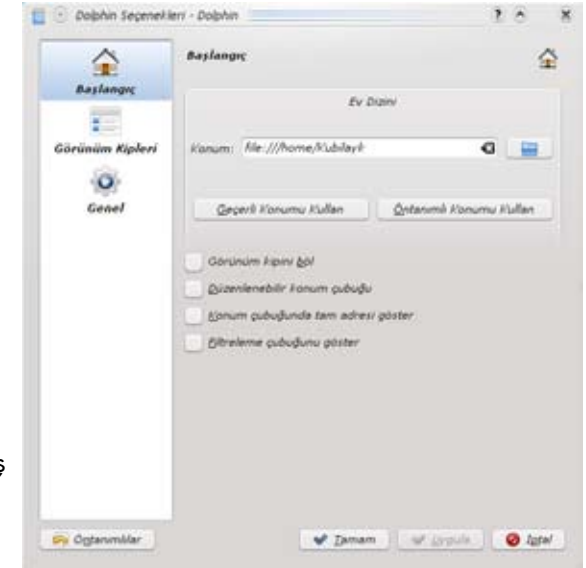 Dolphin Seçenekleri - Dolphin
Başlangıç
Görünüm Kipleri
Genel
Başlangıç
Ev Dizini
Konum: file:///home/Kubilayk
Geçerli Konumu Kullan Öntanımlı Konumu Kullan
Görünüm kipini böl
Düzenlenebilir konum çubuğu
Konum çubuğunda tam adresi göster
Filtreleme çubuğunu göster
ş
Öntanımlılar Tamam Uygula İptal